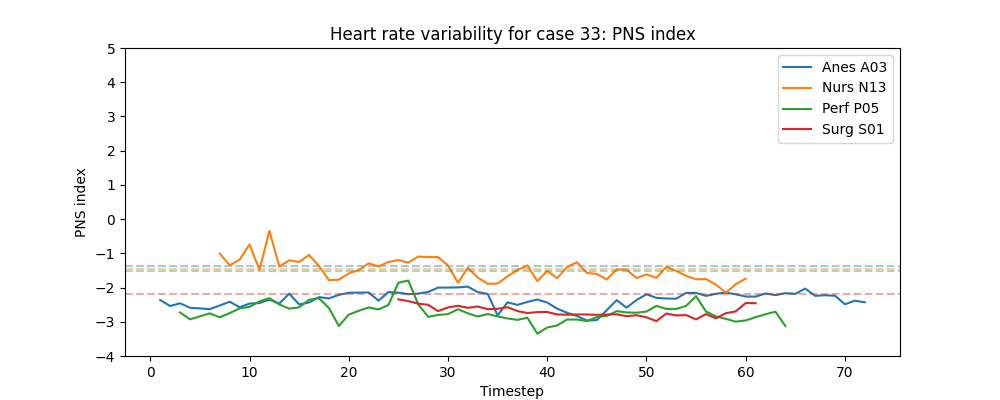 Heart rate variability for case 33: PNS index
5
4
3
2
1
0
−1
−2
−3
−4
PNS index
0 10 20 30 40 50 60 70
Timestep
Anes A03
Nurs N13
Perf P05
Surg S01